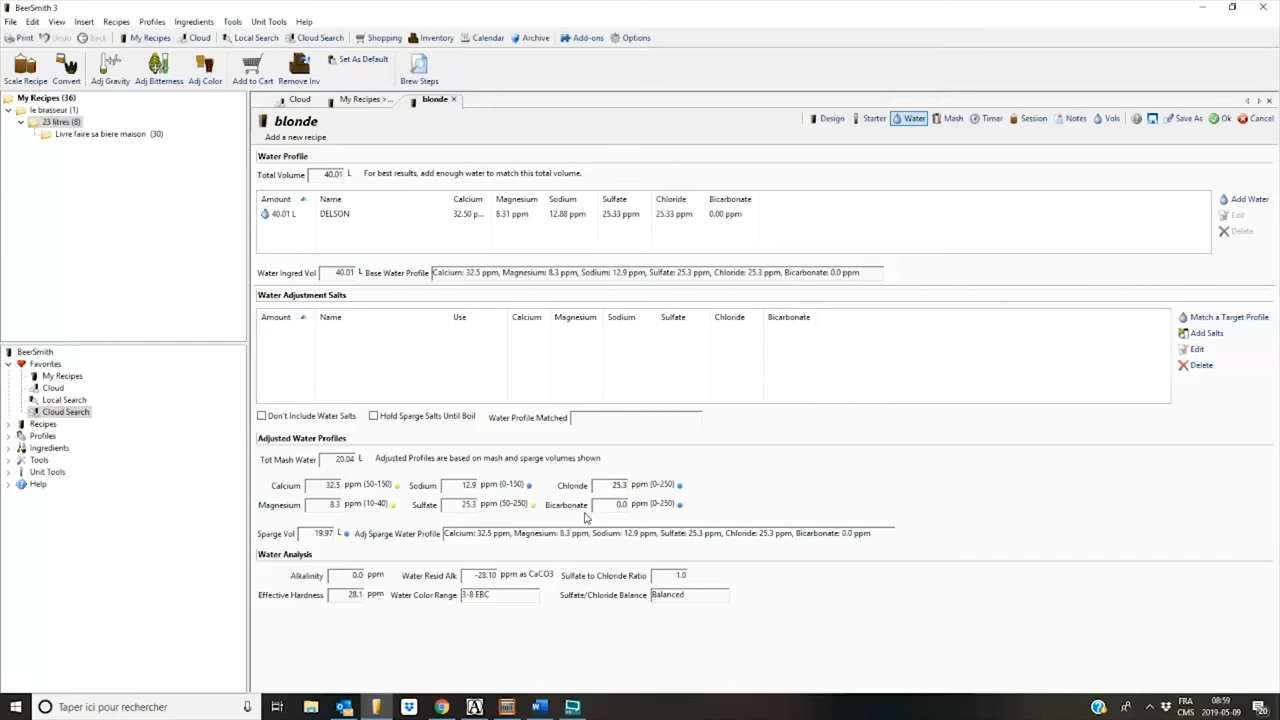 BeerSmith 3
File Edit View Insert Recipes Profiles Ingredients Tools Unit Tools Help
Print Undo Back My Recipes Cloud Local Search Cloud Search Shopping Inventory Calendar Archive Add-ons Options
Set As Default
Scale Recipe Convert Adj Gravity Adj Bitterness Adj Color Add to Cart Remove Inv Brew Steps
My Recipes (36)
le brasseur (1)
23 litres (8)
Livre faire sa biere maison (30)
BeerSmith
Favorites
My Recipes
Cloud
Local Search
Cloud Search
Recipes
Profiles
Ingredients
Tools
Unit Tools
Help
Cloud My Recipes >... blonde
blonde
Design Starter Water Mash Timer Session Notes Vols Save As Ok Cancel
Add a new recipe
Water Profile
Total Volume 40.01 L For best results, add enough water to match this total volume.
Amount Name Calcium Magnesium Sodium Sulfate Chloride Bicarbonate
40.01 L DELSON 32.50 p... 8.31 ppm 12.88 ppm 25.33 ppm 25.33 ppm 0.00 ppm
Add Water
Edit
Delete
Water Ingred Vol 40.01 L Base Water Profile Calcium: 32.5 ppm, Magnesium: 8.3 ppm, Sodium: 12.9 ppm, Sulfate: 25.3 ppm, Chloride: 25.3 ppm, Bicarbonate: 0.0 ppm
Water Adjustment Salts
Amount Name Use Calcium Magnesium Sodium Sulfate Chloride Bicarbonate
Match a Target Profile
Add Salts
Edit
Delete
Don't Include Water Salts Hold Sparge Salts Until Boil Water Profile Matched
Adjusted Water Profiles
Tot Mash Water 20.04 L Adjusted Profiles are based on mash and sparge volumes shown
Calcium 32.5 ppm (50-150) Sodium 12.9 ppm (0-150) Chloride 25.3 ppm (0-250)
Magnesium 8.3 ppm (10-40) Sulfate 25.3 ppm (50-250) Bicarbonate 0.0 ppm (0-250)
Sparge Vol 19.97 L Adj Sparge Water Profile Calcium: 32.5 ppm, Magnesium: 8.3 ppm, Sodium: 12.9 ppm, Sulfate: 25.3 ppm, Chloride: 25.3 ppm, Bicarbonate: 0.0 ppm
Water Analysis
Alkalinity 0.0 ppm Water Resid Alk -28.10 ppm as CaCO3 Sulfate to Chloride Ratio 1.0
Effective Hardness 28.1 ppm Water Color Range 3-8 EBC Sulfate/Chloride Balance Balanced
Taper ici pour rechercher
FRA 08:59
CMS 2019-05-09 20